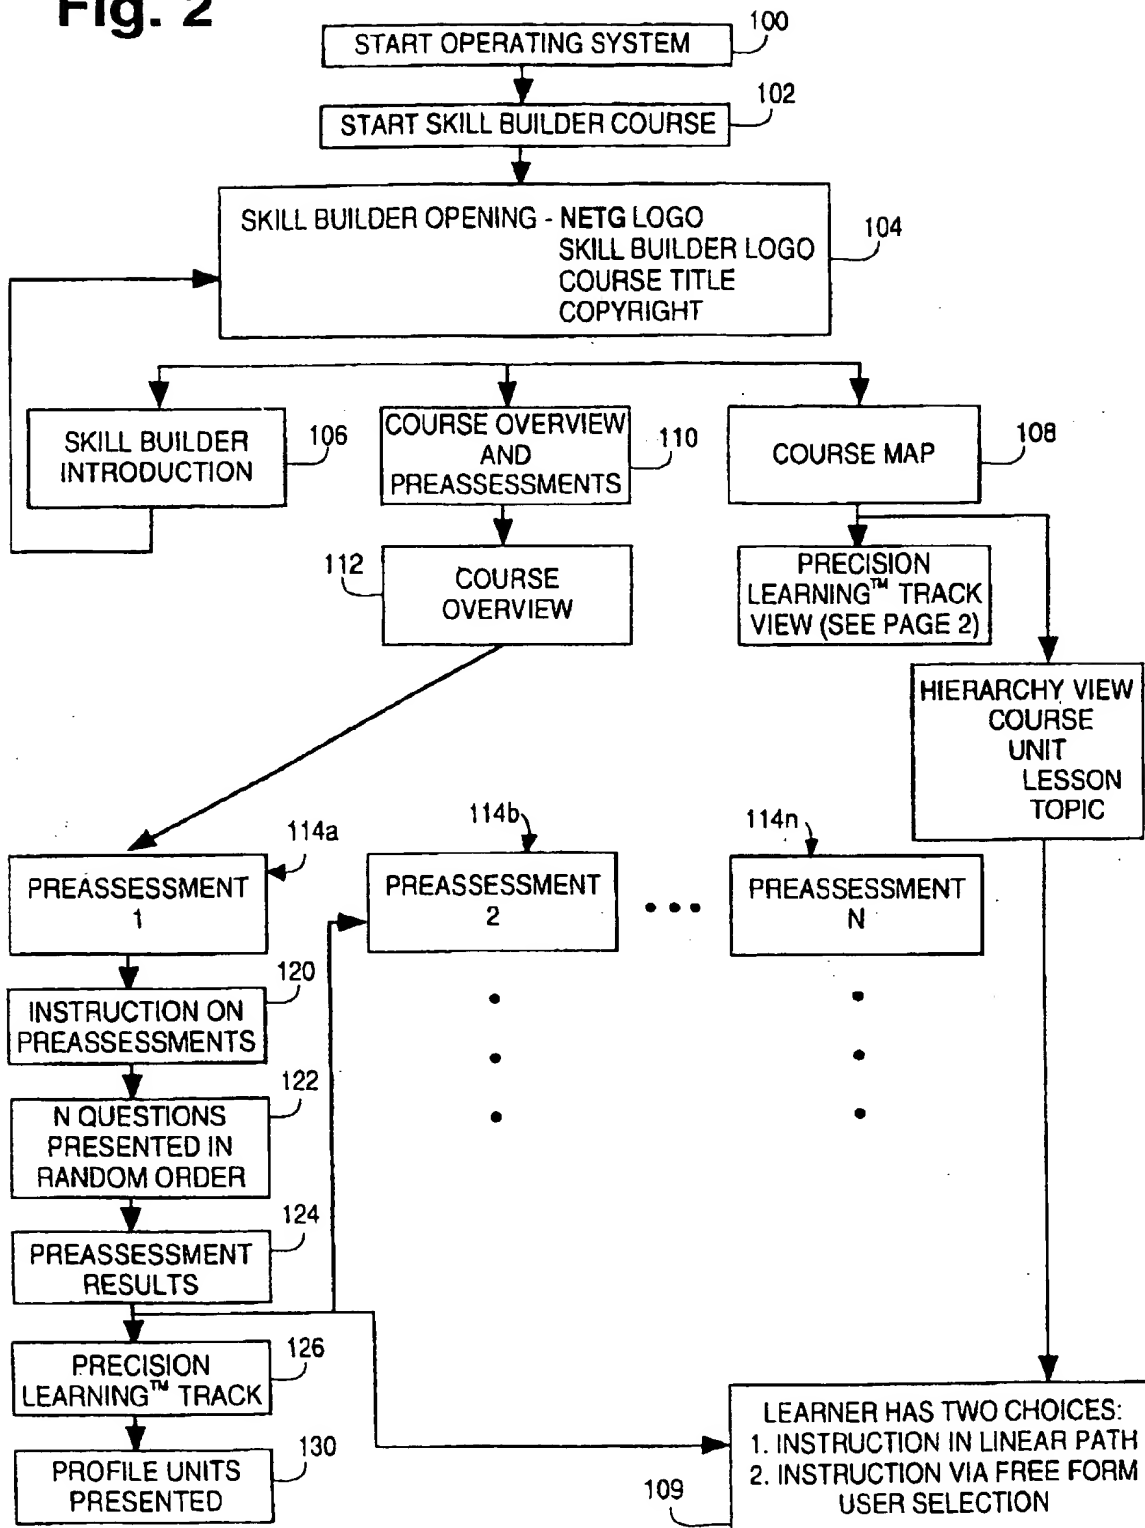 Fig. 2
START OPERATING SYSTEM
100
START SKILL BUILDER COURSE
102
SKILL BUILDER OPENING - NETG LOGO
SKILL BUILDER LOGO
COURSE TITLE
COPYRIGHT
104
SKILL BUILDER
INTRODUCTION
106
COURSE OVERVIEW
AND
PREASSESSMENTS
110
COURSE MAP
108
112
COURSE
OVERVIEW
PRECISION
LEARNING™ TRACK
VIEW (SEE PAGE 2)
HIERARCHY VIEW
COURSE
UNIT
LESSON
TOPIC
114a
PREASSESSMENT
1
114b
PREASSESSMENT
2
114n
PREASSESSMENT
N
120
INSTRUCTION ON
PREASSESSMENTS
122
N QUESTIONS
PRESENTED IN
RANDOM ORDER
124
PREASSESSMENT
RESULTS
126
PRECISION
LEARNING™ TRACK
130
PROFILE UNITS
PRESENTED
LEARNER HAS TWO CHOICES:
1. INSTRUCTION IN LINEAR PATH
2. INSTRUCTION VIA FREE FORM
USER SELECTION
109